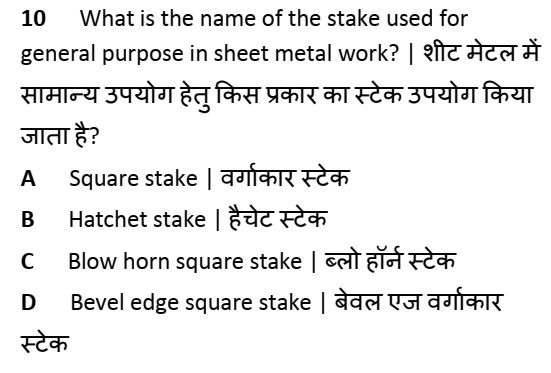 10 What is the name of the stake used for
general purpose in sheet metal work? | शीट मेटल में
सामान्य उपयोग हेतु किस प्रकार का स्टेक उपयोग किया
जाता है?
A Square stake | वर्गाकार स्टेक
B Hatchet stake | हैचेट स्टेक
C Blow horn square stake | ब्लो हॉर्न स्टेक
D Bevel edge square stake | बेवल एज वर्गाकार
स्टेक